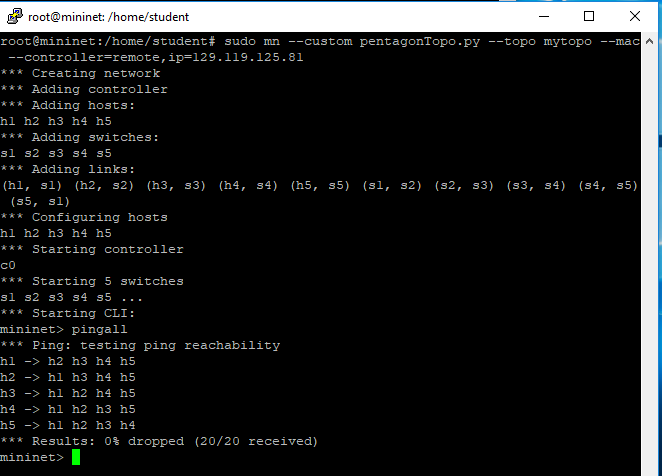 root@mininet: /home/student
root@mininet:/home/student# sudo mn --custom pentagonTopo.py --topo mytopo --mac
 --controller=remote,ip=129.119.125.81
*** Creating network
*** Adding controller
*** Adding hosts:
h1 h2 h3 h4 h5
*** Adding switches:
s1 s2 s3 s4 s5
*** Adding links:
(h1, s1) (h2, s2) (h3, s3) (h4, s4) (h5, s5) (s1, s2) (s2, s3) (s3, s4) (s4, s5)
 (s5, s1)
*** Configuring hosts
h1 h2 h3 h4 h5
*** Starting controller
c0
*** Starting 5 switches
s1 s2 s3 s4 s5 ...
*** Starting CLI:
mininet> pingall
*** Ping: testing ping reachability
h1 -> h2 h3 h4 h5
h2 -> h1 h3 h4 h5
h3 -> h1 h2 h4 h5
h4 -> h1 h2 h3 h5
h5 -> h1 h2 h3 h4
*** Results: 0% dropped (20/20 received)
mininet>